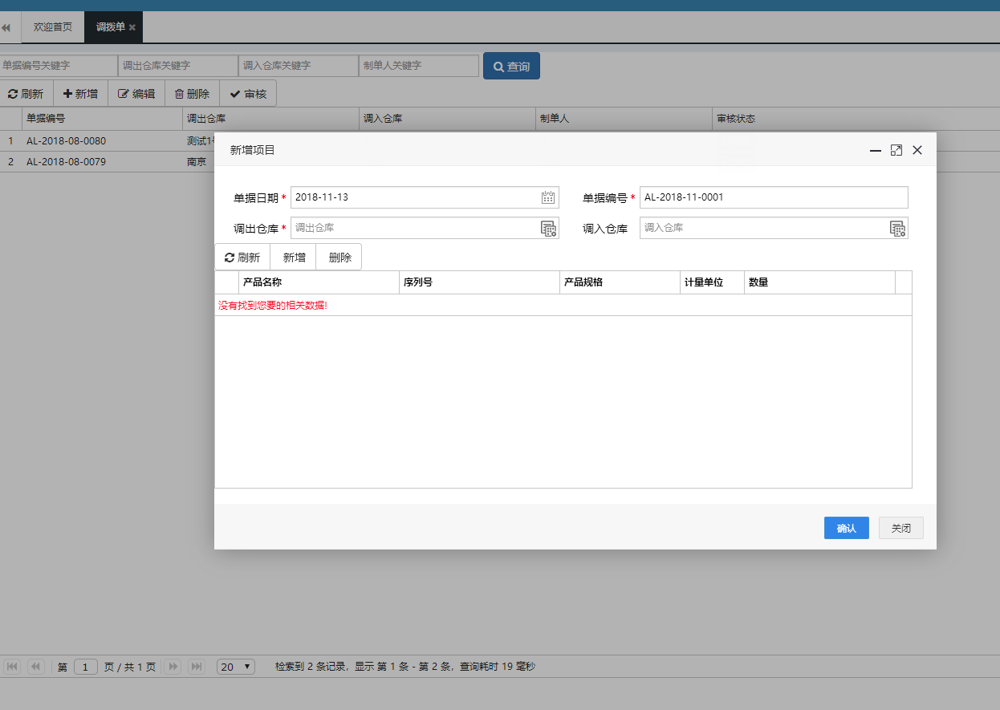 欢迎首页 调拨单
单据编号关键字 调出仓库关键字 调入仓库关键字 制单人关键字 查询
刷新 新增 编辑 删除 审核
单据编号 调出仓库 调入仓库 制单人 审核状态
1 AL-2018-08-0080 测试1
2 AL-2018-08-0079 南京
新增项目
单据日期 * 2018-11-13 单据编号 * AL-2018-11-0001
调出仓库 * 调出仓库 调入仓库 调入仓库
刷新 新增 删除
产品名称 序列号 产品规格 计量单位 数量
没有找到您要的相关数据!
确认 关闭
第 1 页 / 共 1 页 20 检索到 2 条记录，显示 第 1 条 - 第 2 条，查询耗时 19 毫秒